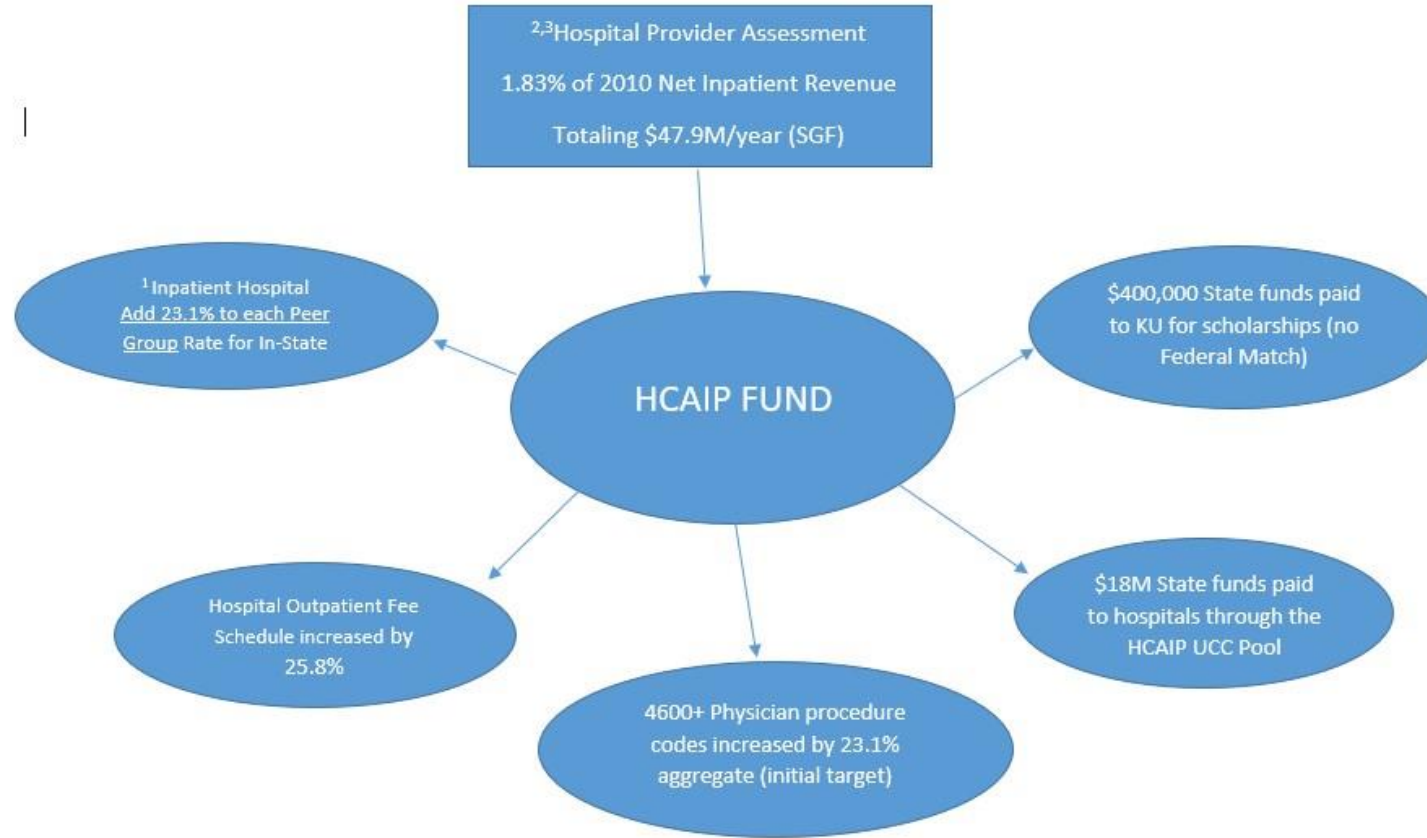 2,3Hospital Provider Assessment
1.83% of 2010 Net Inpatient Revenue
Totaling $47.9M/year (SGF)
1 Inpatient Hospital
Add 23.1% to each Peer
Group Rate for In-State
$400,000 State funds paid
to KU for scholarships (no
Federal Match)
HCAIP FUND
Hospital Outpatient Fee
Schedule increased by
25.8%
$18M State funds paid
to hospitals through the
HCAIP UCC Pool
4600+ Physician procedure
codes increased by 23.1%
aggregate (initial target)